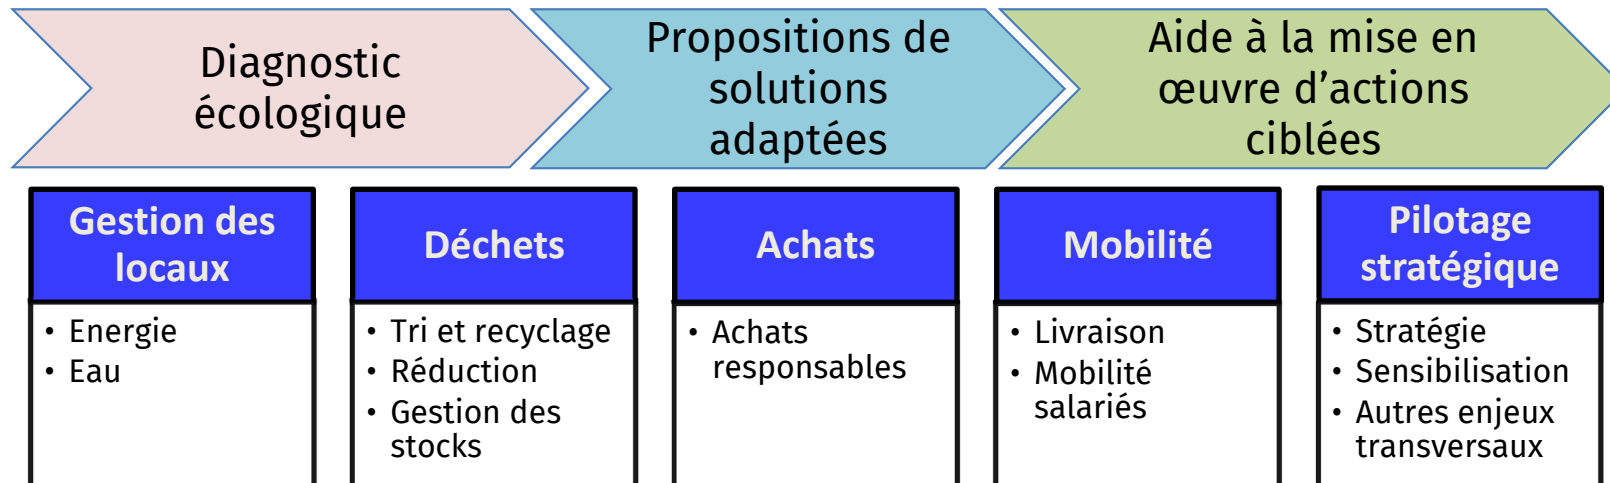 Diagnostic
écologique
Propositions de
solutions
adaptées
Aide à la mise en
œuvre d’actions
ciblées
Gestion des
locaux
• Energie
• Eau
Déchets
• Tri et recyclage
• Réduction
• Gestion des
stocks
Achats
• Achats
responsables
Mobilité
• Livraison
• Mobilité
salariés
Pilotage
stratégique
• Stratégie
• Sensibilisation
• Autres enjeux
transversaux